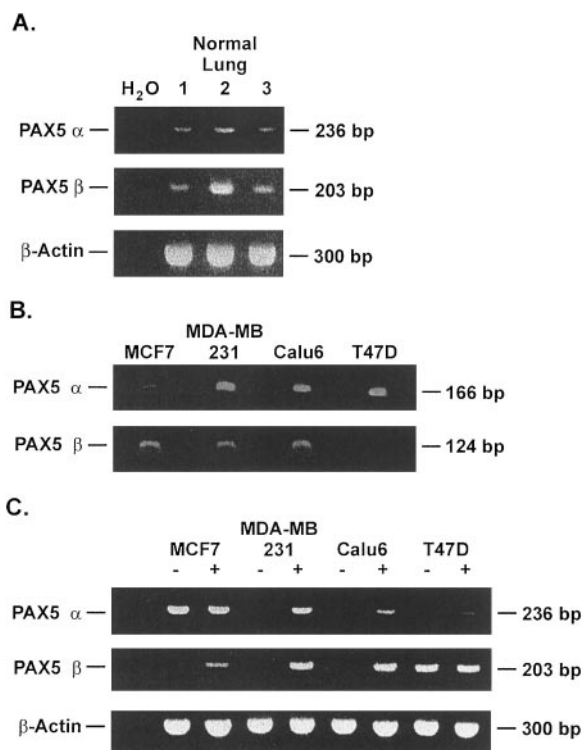 A.
Normal
Lung
H₂O 1 2 3
PAX5 α 236 bp
PAX5 β 203 bp
β-Actin 300 bp
B.
MDA-MB
MCF7 231 Calu6 T47D
PAX5 α 166 bp
PAX5 β 124 bp
C.
MDA-MB
MCF7 231 Calu6 T47D
- + - + - + - +
PAX5 α 236 bp
PAX5 β 203 bp
β-Actin 300 bp